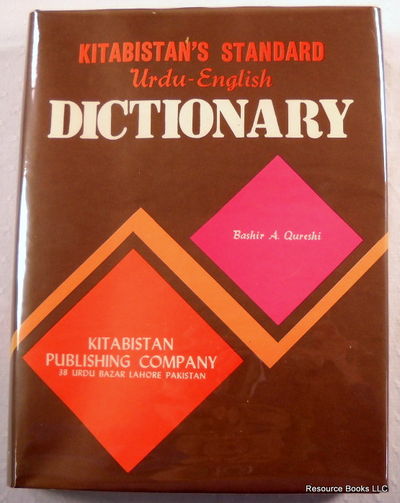 KITABISTAN'S STANDARD
Urdu-English
DICTIONARY
Bashir A. Qureshi
KITABISTAN
PUBLISHING COMPANY
38 URDU BAZAR LAHORE PAKISTAN
Resource Books LLC